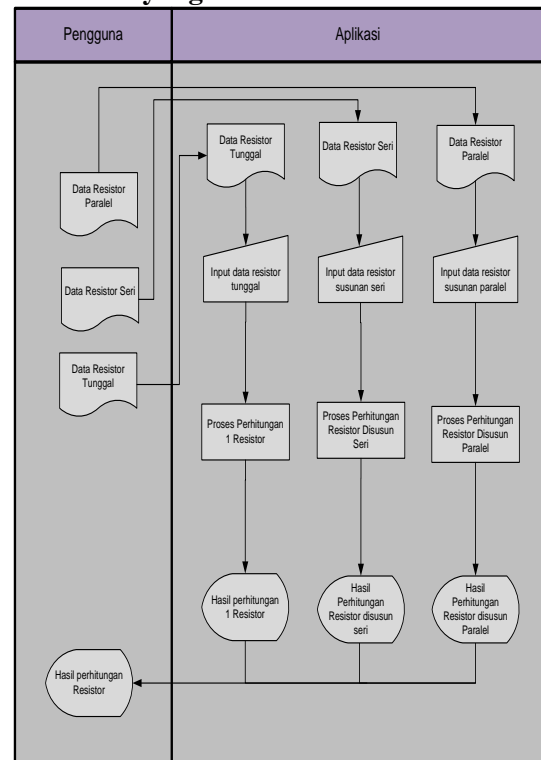 Pengguna
Aplikasi
Data Resistor
Paralel
Data Resistor Seri
Data Resistor
Tunggal
Data Resistor
Tunggal
Data Resistor Seri
Data Resistor
Paralel
Input data resistor
tunggal
Input data resistor
susunan seri
Input data resistor
susunan paralel
Proses Perhitungan
1 Resistor
Proses Perhitungan
Resistor Disusun
Seri
Proses Perhitungan
Resistor Disusun
Paralel
Hasil perhitungan
1 Resistor
Hasil
Perhitungan
Resistor disusun
seri
Hasil
Perhitungan
Resistor disusun
Paralel
Hasil perhitungan
Resistor